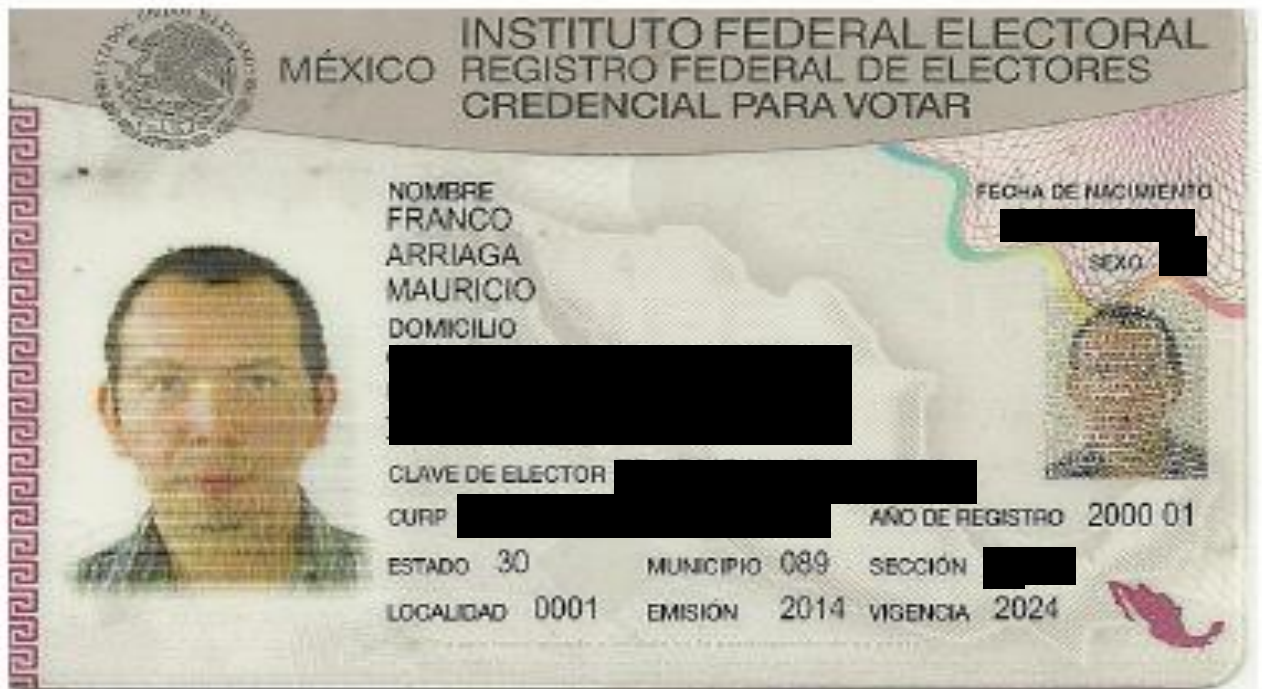 MÉXICO
INSTITUTO FEDERAL ELECTORAL
REGISTRO FEDERAL DE ELECTORES
CREDENCIAL PARA VOTAR
NOMBRE
FRANCO
ARRIAGA
MAURICIO
FECHA DE NACIMIENTO
SEXO
DOMICILIO
CLAVE DE ELECTOR
CURP
AÑO DE REGISTRO 2000 01
ESTADO 30 MUNICIPIO 089 SECCIÓN
LOCALIDAD 0001 EMISIÓN 2014 VIGENCIA 2024